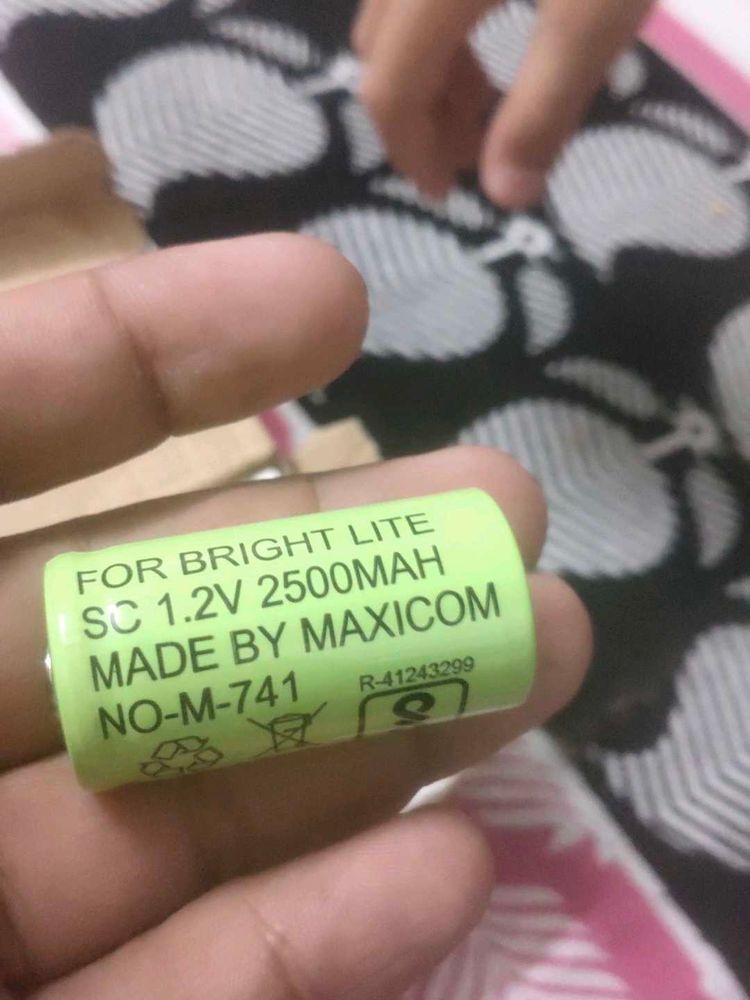 FOR BRIGHT LITE
SC 1.2V 2500MAH
MADE BY MAXICOM
NO-M-741
R-41243299